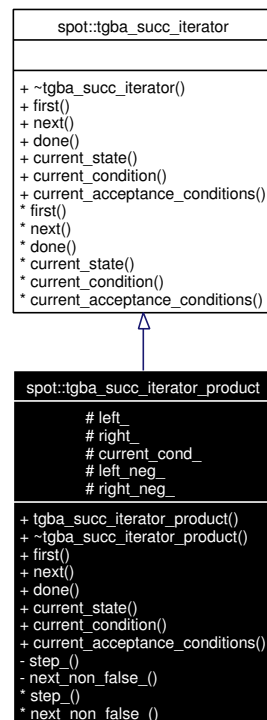 spot::tgba_succ_iterator
+ ~tgba_succ_iterator()
+ first()
+ next()
+ done()
+ current_state()
+ current_condition()
+ current_acceptance_conditions()
* first()
* next()
* done()
* current_state()
* current_condition()
* current_acceptance_conditions()
spot::tgba_succ_iterator_product
# left_
# right_
# current_cond_
# left_neg_
# right_neg_
+ tgba_succ_iterator_product()
+ ~tgba_succ_iterator_product()
+ first()
+ next()
+ done()
+ current_state()
+ current_condition()
+ current_acceptance_conditions()
- step_()
- next_non_false_()
* step_()
* next_non_false_()